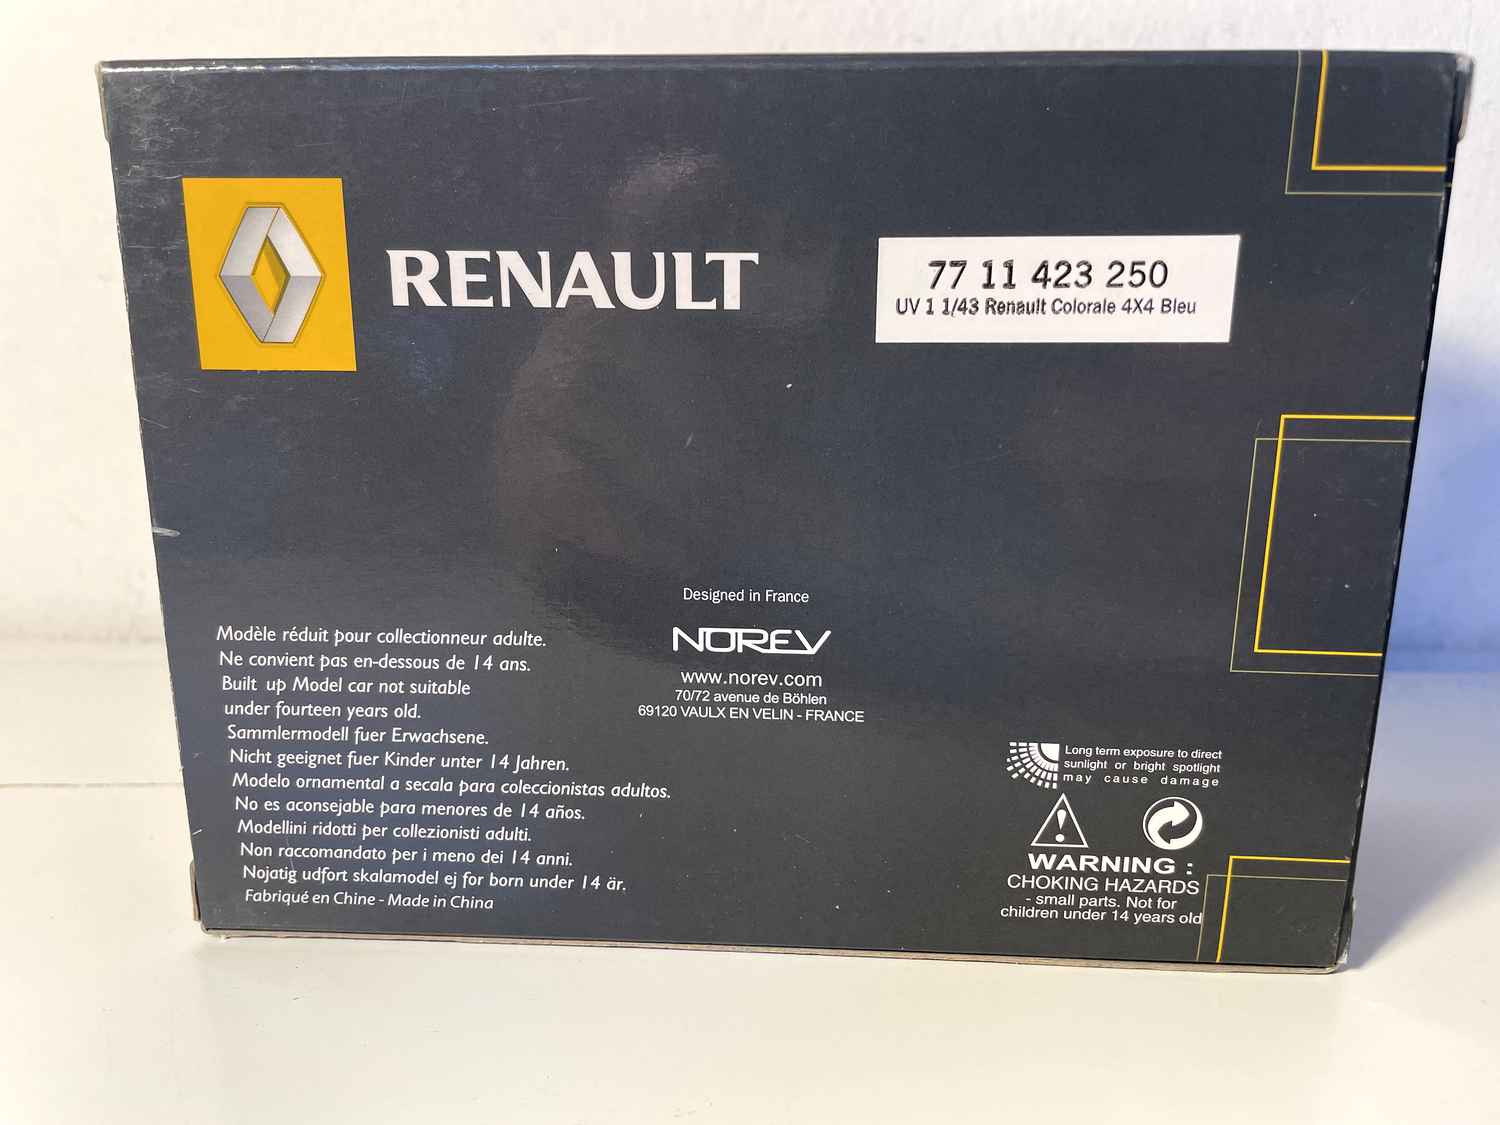 RENAULT
77 11 423 250
UV 1 1/43 Renault Colorale 4X4 Bleu
Designed in France
NOREV
www.norev.com
70/72 avenue de Böhlen
69120 VAULX EN VELIN - FRANCE
Modèle réduit pour collectionneur adulte.
Ne convient pas en-dessous de 14 ans.
Built up Model car not suitable
under fourteen years old.
Sammlermodell fuer Erwachsene.
Nicht geeignet fuer Kinder unter 14 Jahren.
Modelo ornamental a secala para coleccionistas adultos.
No es aconsejable para menores de 14 años.
Modellini ridotti per collezionisti adulti.
Non raccomandato per i meno dei 14 anni.
Nojatig udfort skalamodel ej for born under 14 är.
Fabriqué en Chine - Made in China
Long term exposure to direct
sunlight or bright spotlight
may cause damage
WARNING :
CHOKING HAZARDS
- small parts. Not for
children under 14 years old